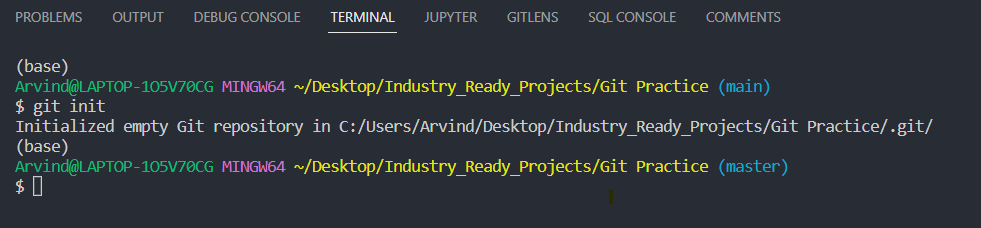 PROBLEMS OUTPUT DEBUG CONSOLE TERMINAL JUPYTER GITLENS SQL CONSOLE COMMENTS
(base)
Arvind@LAPTOP-1O5V70CG MINGW64 ~/Desktop/Industry_Ready_Projects/Git Practice (main)
$ git init
Initialized empty Git repository in C:/Users/Arvind/Desktop/Industry_Ready_Projects/Git Practice/.git/
(base)
Arvind@LAPTOP-1O5V70CG MINGW64 ~/Desktop/Industry_Ready_Projects/Git Practice (master)
$